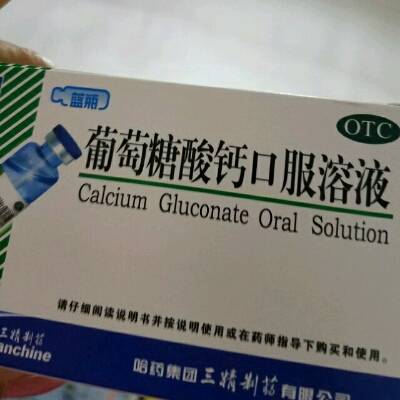 蓝瓶
OTC
葡萄糖酸钙口服溶液
Calcium Gluconate Oral Solution
请仔细阅读说明书并按说明使用或在药师指导下购买和使用。
三精制药
anchine
哈药集团三精制药有限公司